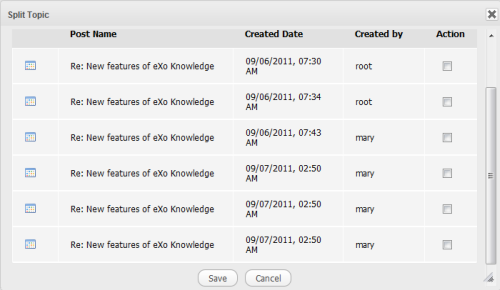 Split Topic
Post Name Created Date Created by Action
Re: New features of eXo Knowledge 09/06/2011, 07:30 AM root
Re: New features of eXo Knowledge 09/06/2011, 07:34 AM root
Re: New features of eXo Knowledge 09/06/2011, 07:43 AM mary
Re: New features of eXo Knowledge 09/07/2011, 02:50 AM mary
Re: New features of eXo Knowledge 09/07/2011, 02:50 AM mary
Re: New features of eXo Knowledge 09/07/2011, 02:50 AM mary
Save Cancel